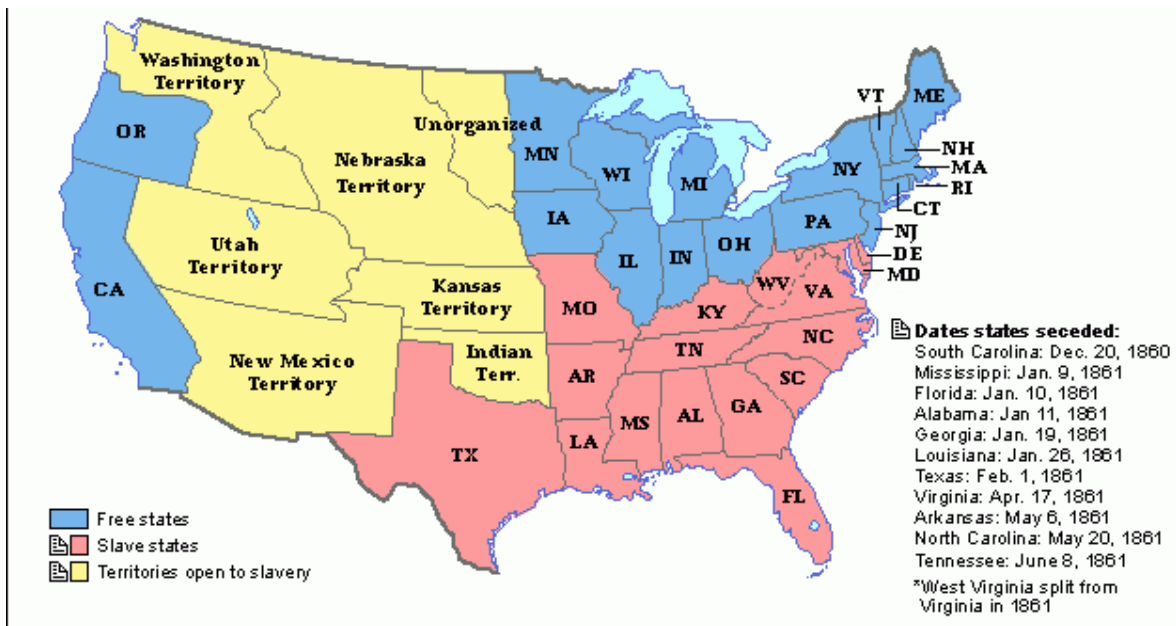 Washington
Territory
VT
ME
OR
Unorganized
MN
NH
Nebraska
Territory
WI
MI
NY
MA
RI
CT
IA
PA
NJ
Utah
Territory
IL
IN
OH
DE
MD
CA
WV
VA
Kansas
Territory
MO
KY
New Mexico
Territory
Indian
Terr.
TN
NC
AR
SC
MS
AL
GA
TX
LA
FL
Free states
Slave states
Territories open to slavery
Dates states seceded:
South Carolina: Dec. 20, 1860
Mississippi: Jan. 9, 1861
Florida: Jan. 10, 1861
Alabama: Jan 11, 1861
Georgia: Jan. 19, 1861
Louisiana: Jan. 26, 1861
Texas: Feb. 1, 1861
Virginia: Apr. 17, 1861
Arkansas: May 6, 1861
North Carolina: May 20, 1861
Tennessee: June 8, 1861
*West Virginia split from
Virginia in 1861